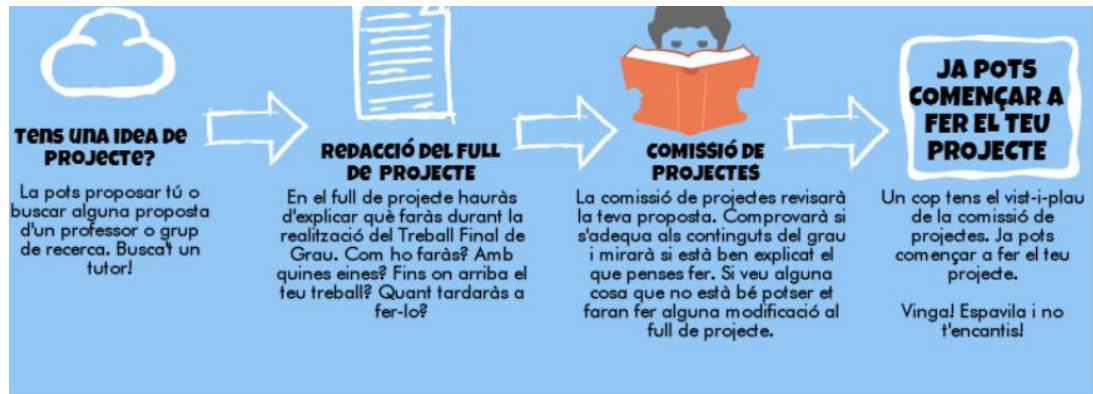 TENS UNA IDEA DE
PROJECTE?
La pots proposar tú o
buscar alguna proposta
d'un professor o grup
de recerca. Busca't un
tutor!
REDACCIÓ DEL FULL
DE PROJECTE
En el full de projecte hauràs
d'explicar què faràs durant la
realització del Treball Final de
Grau. Com ho faràs? Amb
quines eines? Fins on arriba el
teu treball? Quant tardaràs a
fer-lo?
COMISSIÓ DE
PROJECTES
La comissió de projectes revisarà
la teva proposta. Comprovarà si
s'adequa als continguts del grau
i mirarà si està ben explicat el
que penses fer. Si veu alguna
cosa que no està bé potser et
faran fer alguna modificació al
full de projecte.
JA POTS
COMENÇAR A
FER EL TEU
PROJECTE
Un cop tens el vist-i-plau
de la comissió de
projectes. Ja pots
començar a fer el teu
projecte.
Vinga! Espavila i no
t'encantis!